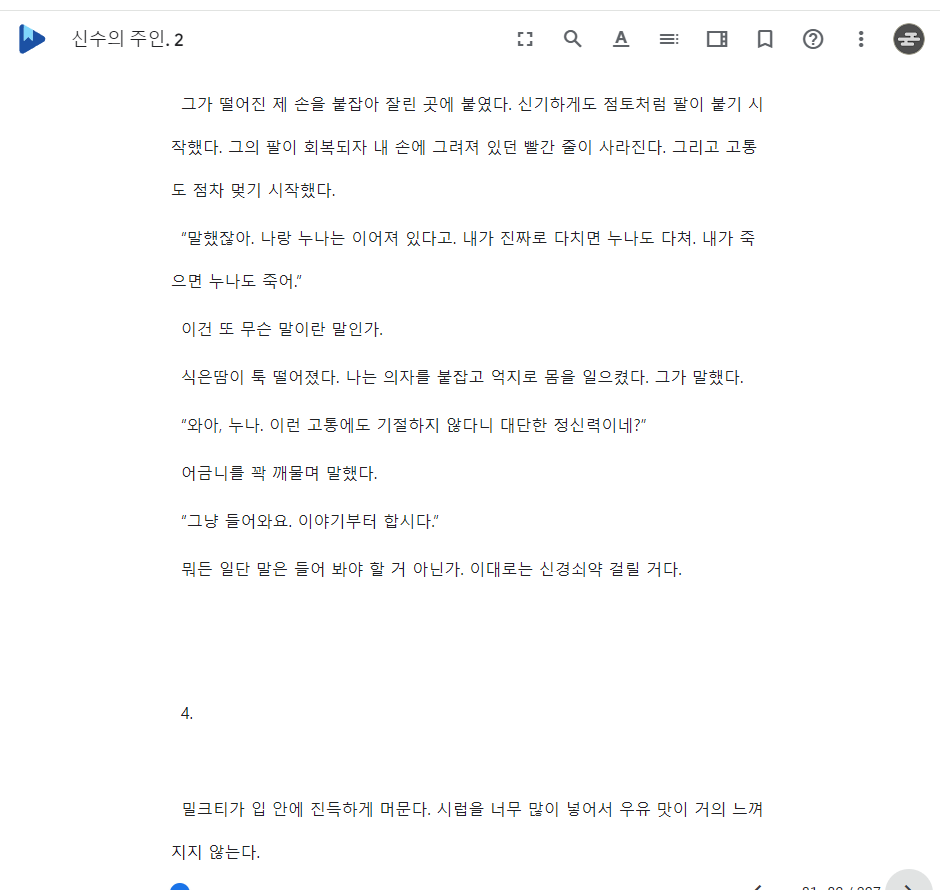 신수의 주인. 2
그가 떨어진 제 손을 붙잡아 잘린 곳에 붙였다. 신기하게도 점토처럼 팔이 붙기 시
작했다. 그의 팔이 회복되자 내 손에 그려져 있던 빨간 줄이 사라진다. 그리고 고통
도 점차 멎기 시작했다.
“말했잖아. 나랑 누나는 이어져 있다고. 내가 진짜로 다치면 누나도 다쳐. 내가 죽
으면 누나도 죽어.”
이건 또 무슨 말이란 말인가.
식은땀이 툭 떨어졌다. 나는 의자를 붙잡고 억지로 몸을 일으켰다. 그가 말했다.
“와아, 누나. 이런 고통에도 기절하지 않다니 대단한 정신력이네?”
어금니를 꽉 깨물며 말했다.
“그냥 들어와요. 이야기부터 합시다.”
뭐든 일단 말은 들어 봐야 할 거 아닌가. 이대로는 신경쇠약 걸릴 거다.
4.
밀크티가 입 안에 진득하게 머문다. 시럽을 너무 많이 넣어서 우유 맛이 거의 느껴
지지 않는다.